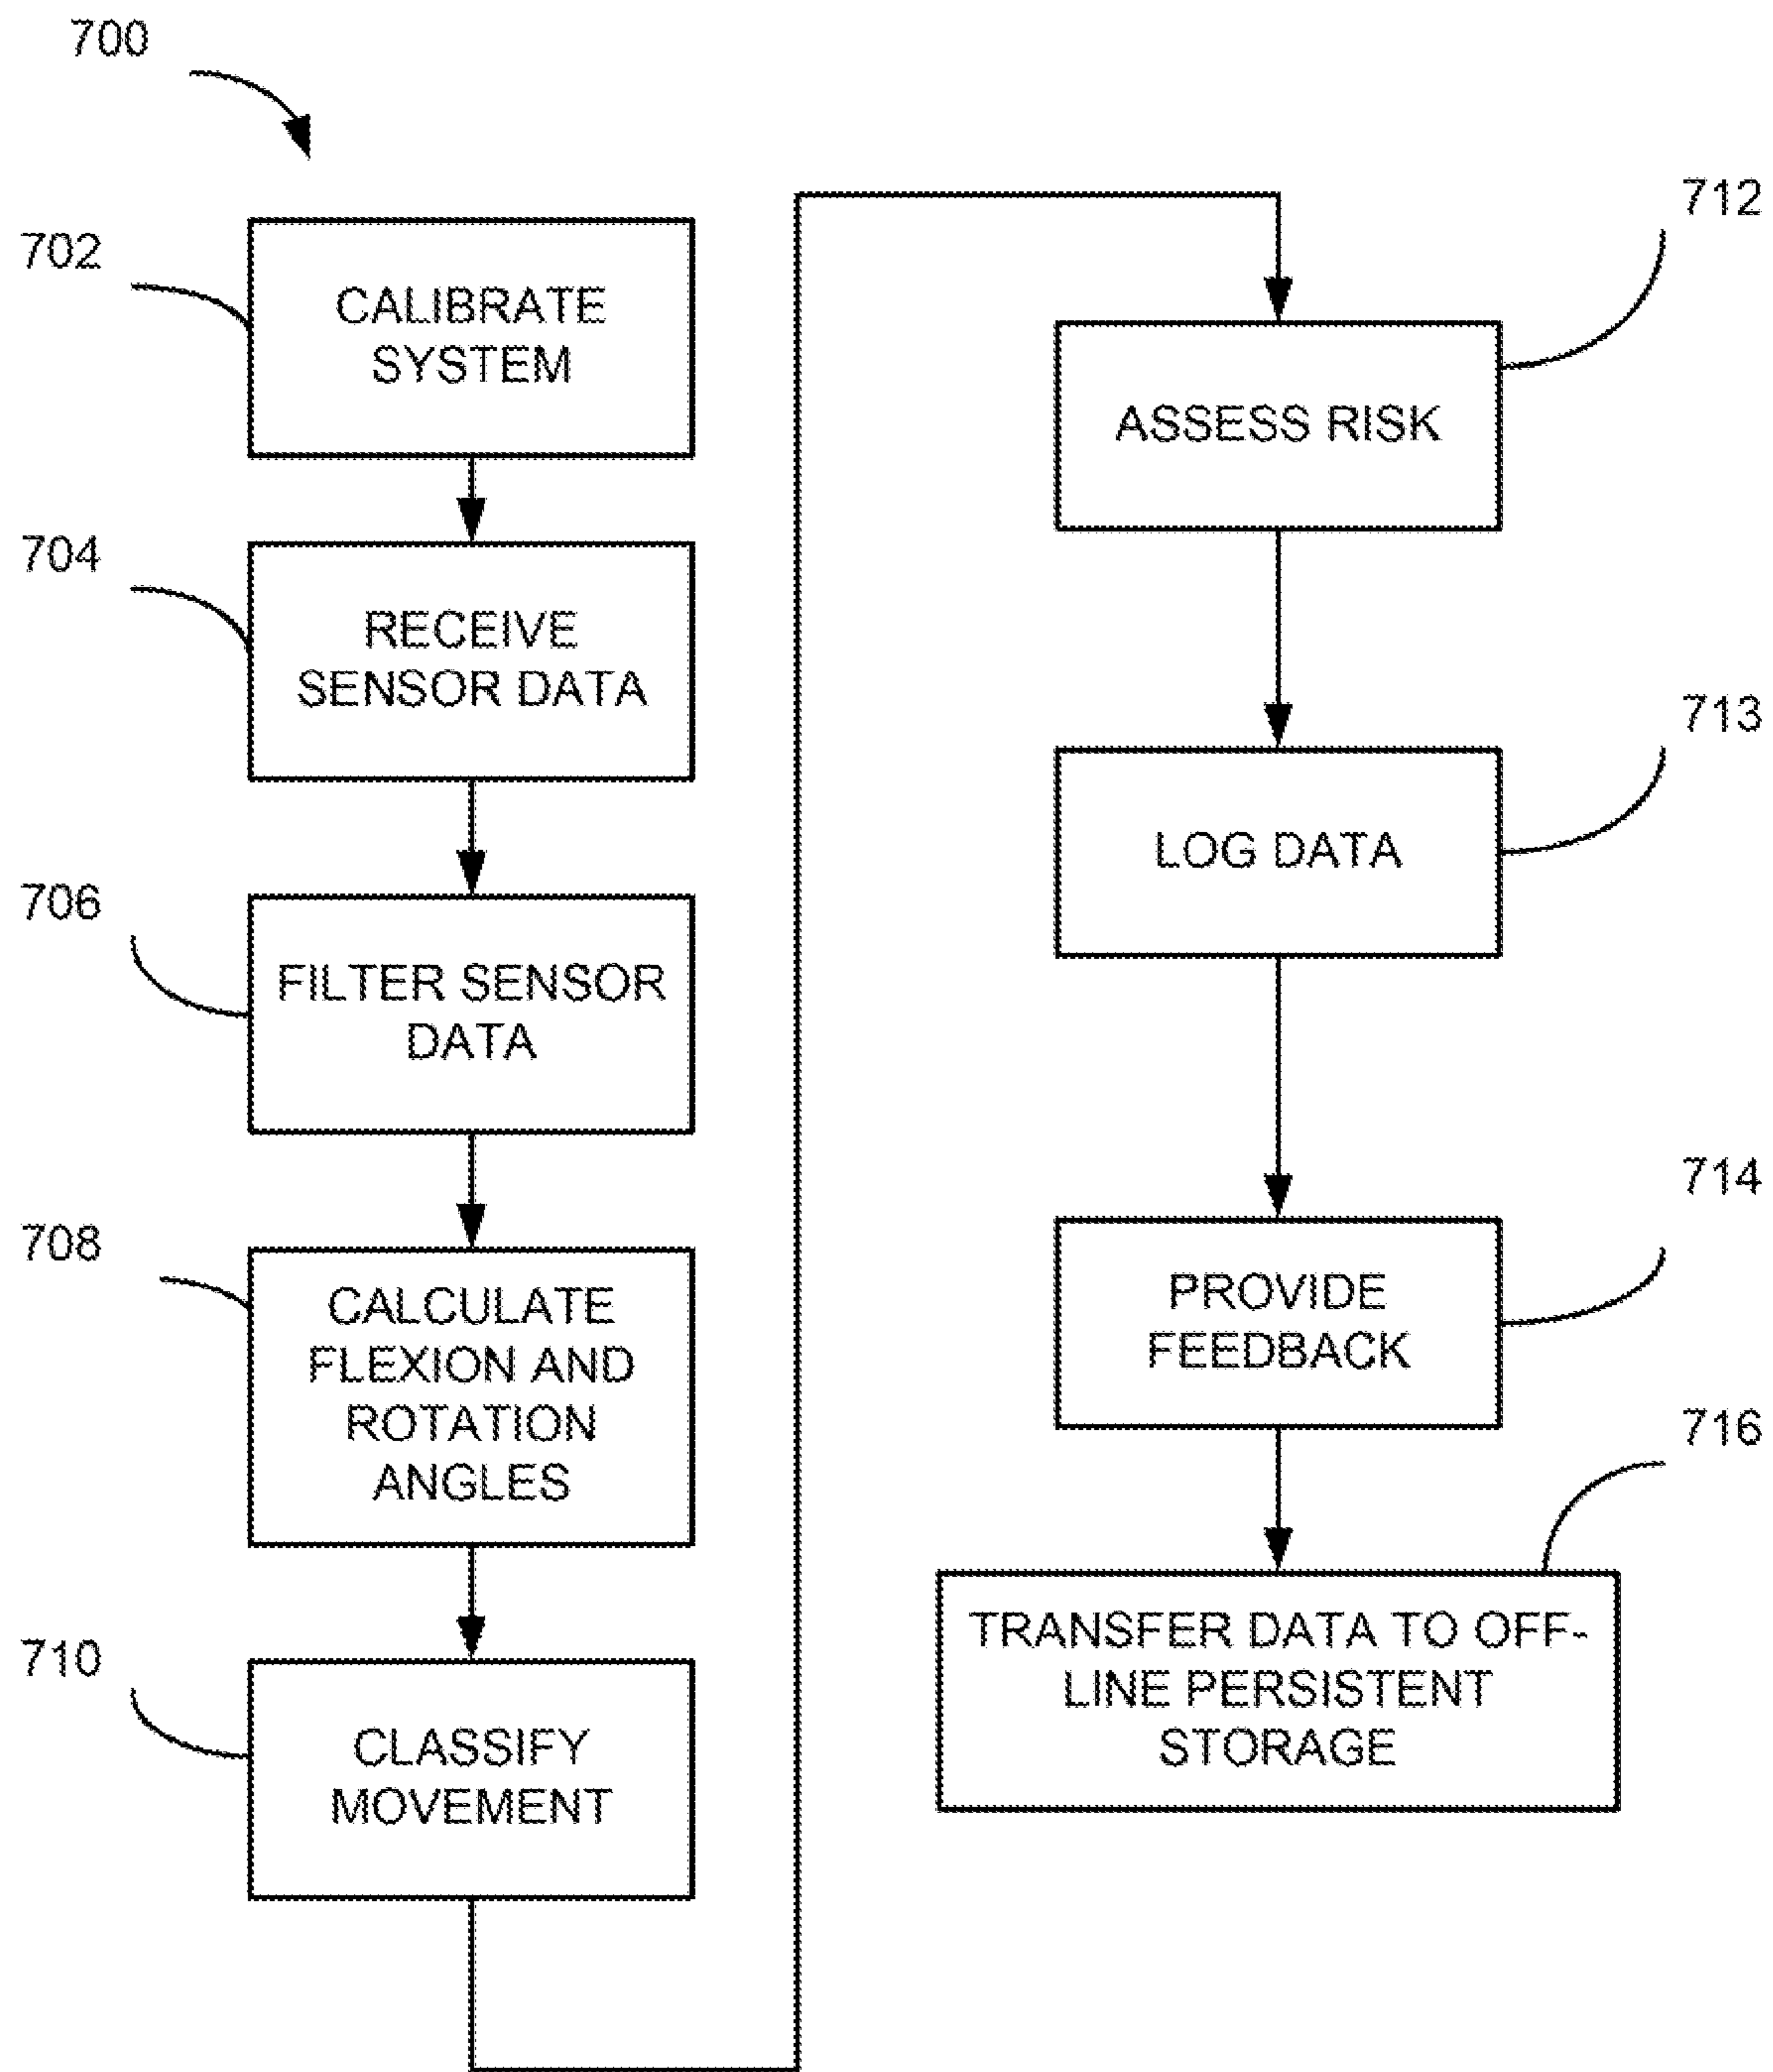 700
702
CALIBRATE
SYSTEM
704
RECEIVE
SENSOR DATA
706
FILTER SENSOR
DATA
708
CALCULATE
FLEXION AND
ROTATION
ANGLES
710
CLASSIFY
MOVEMENT
712
ASSESS RISK
713
LOG DATA
714
PROVIDE
FEEDBACK
716
TRANSFER DATA TO OFF-
LINE PERSISTENT
STORAGE